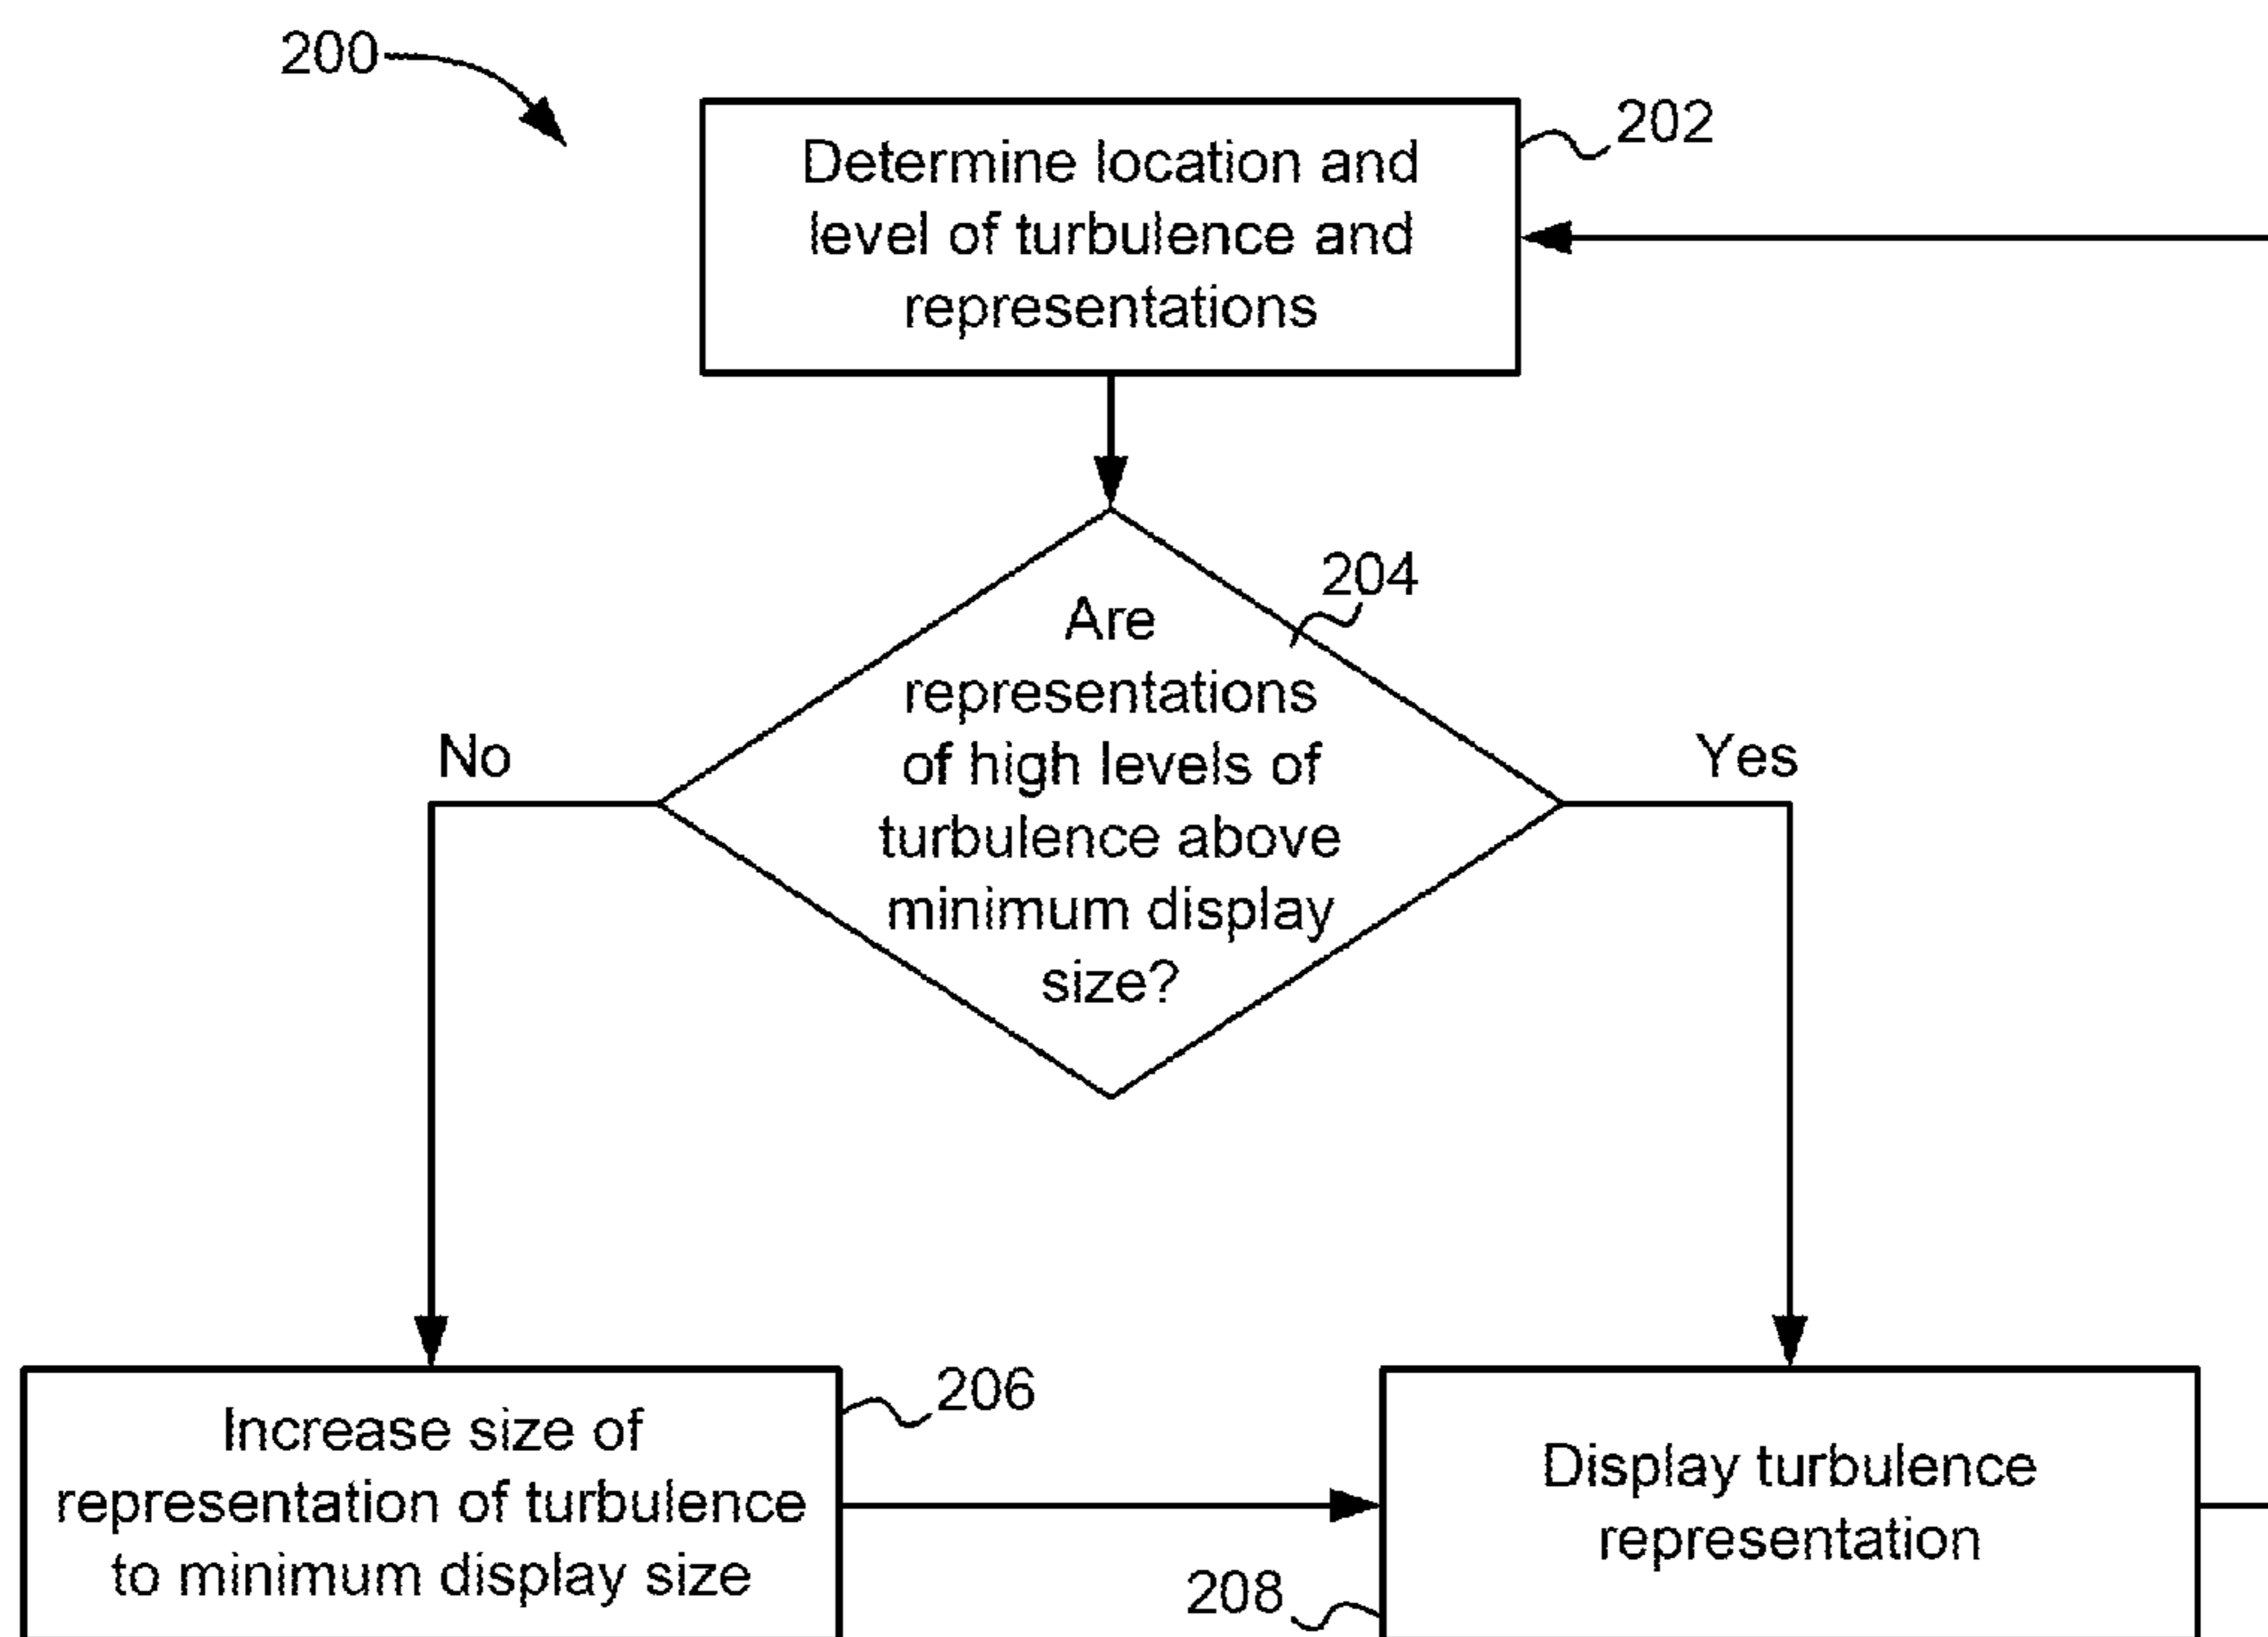 200
202
Determine location and
level of turbulence and
representations
204
Are
representations
of high levels of
turbulence above
minimum display
size?
No
Yes
206
Increase size of
representation of turbulence
to minimum display size
Display turbulence
representation
208